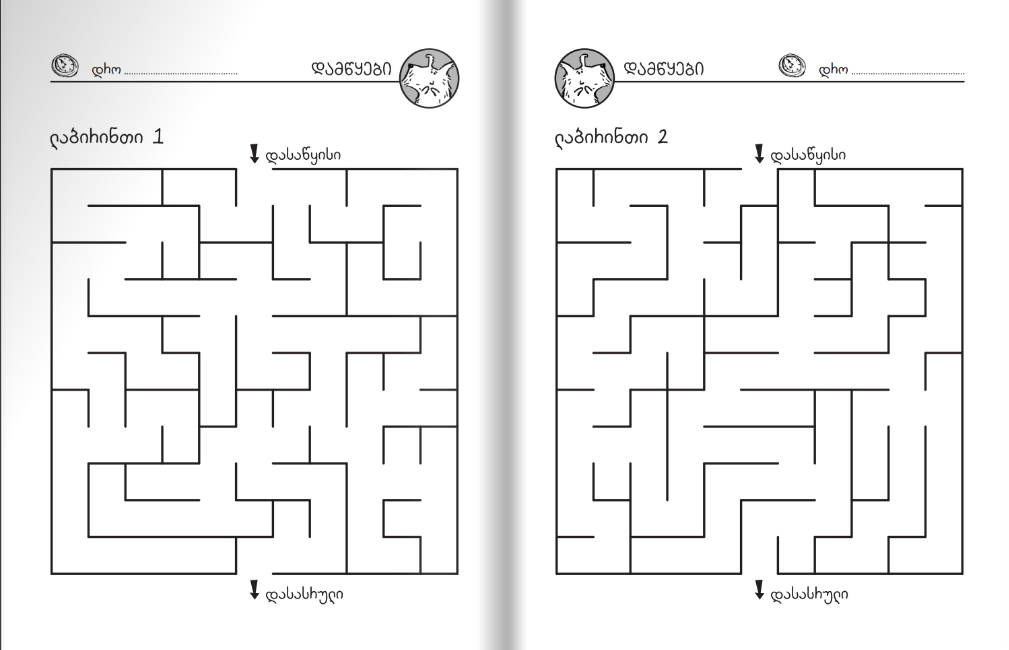 დრო
დამწყები
ლაბირინთი 1
დასაწყისი
დასასრული
დამწყები
დრო
ლაბირინთი 2
დასაწყისი
დასასრული